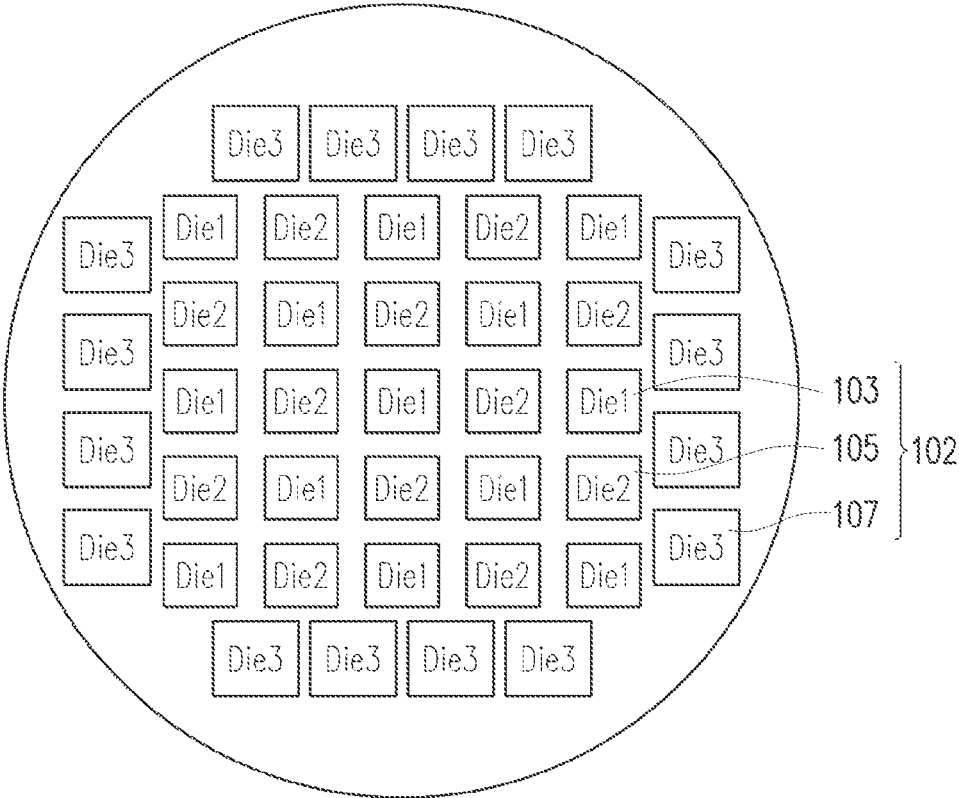 Die3 Die3 Die3 Die3
Die1 Die2 Die1 Die2 Die1
Die3 Die3
Die2 Die1 Die2 Die1 Die2
Die3 Die3
Die1 Die2 Die1 Die2 Die1 103
Die3 Die3 105 102
Die2 Die1 Die2 Die1 Die2
107
Die3 Die3
Die1 Die2 Die1 Die2 Die1
Die3 Die3 Die3 Die3